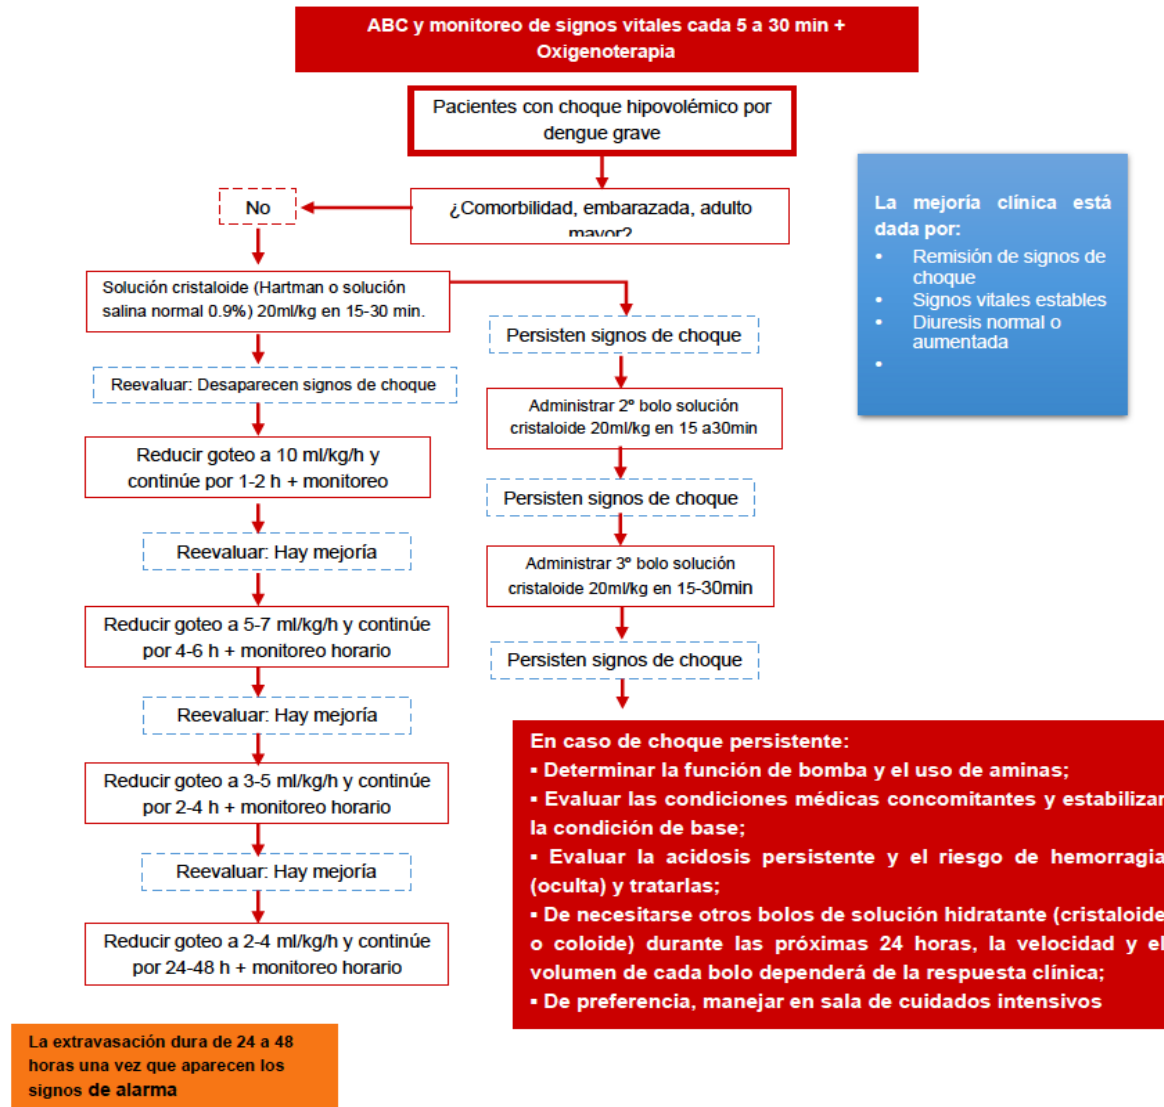 ABC y monitoreo de signos vitales cada 5 a 30 min +
Oxigenoterapia
Pacientes con choque hipovolémico por
dengue grave
¿Comorbilidad, embarazada, adulto
mayor?
No
Solución cristaloide (Hartman o solución
salina normal 0.9%) 20ml/kg en 15-30 min.
Reevaluar: Desaparecen signos de choque
Reducir goteo a 10 ml/kg/h y
continúe por 1-2 h + monitoreo
Reevaluar: Hay mejoría
Reducir goteo a 5-7 ml/kg/h y continúe
por 4-6 h + monitoreo horario
Reevaluar: Hay mejoría
Reducir goteo a 3-5 ml/kg/h y continúe
por 2-4 h + monitoreo horario
Reevaluar: Hay mejoría
Reducir goteo a 2-4 ml/kg/h y continúe
por 24-48 h + monitoreo horario
Persisten signos de choque
Administrar 2º bolo solución
cristaloide 20ml/kg en 15 a30min
Persisten signos de choque
Administrar 3º bolo solución
cristaloide 20ml/kg en 15-30min
Persisten signos de choque
La mejoría clínica está
dada por:
• Remisión de signos de
choque
• Signos vitales estables
• Diuresis normal o
aumentada
•
En caso de choque persistente:
▪ Determinar la función de bomba y el uso de aminas;
▪ Evaluar las condiciones médicas concomitantes y estabilizar
la condición de base;
▪ Evaluar la acidosis persistente y el riesgo de hemorragia
(oculta) y tratarlas;
▪ De necesitarse otros bolos de solución hidratante (cristaloide
o coloide) durante las próximas 24 horas, la velocidad y el
volumen de cada bolo dependerá de la respuesta clínica;
▪ De preferencia, manejar en sala de cuidados intensivos
La extravasación dura de 24 a 48
horas una vez que aparecen los
signos de alarma